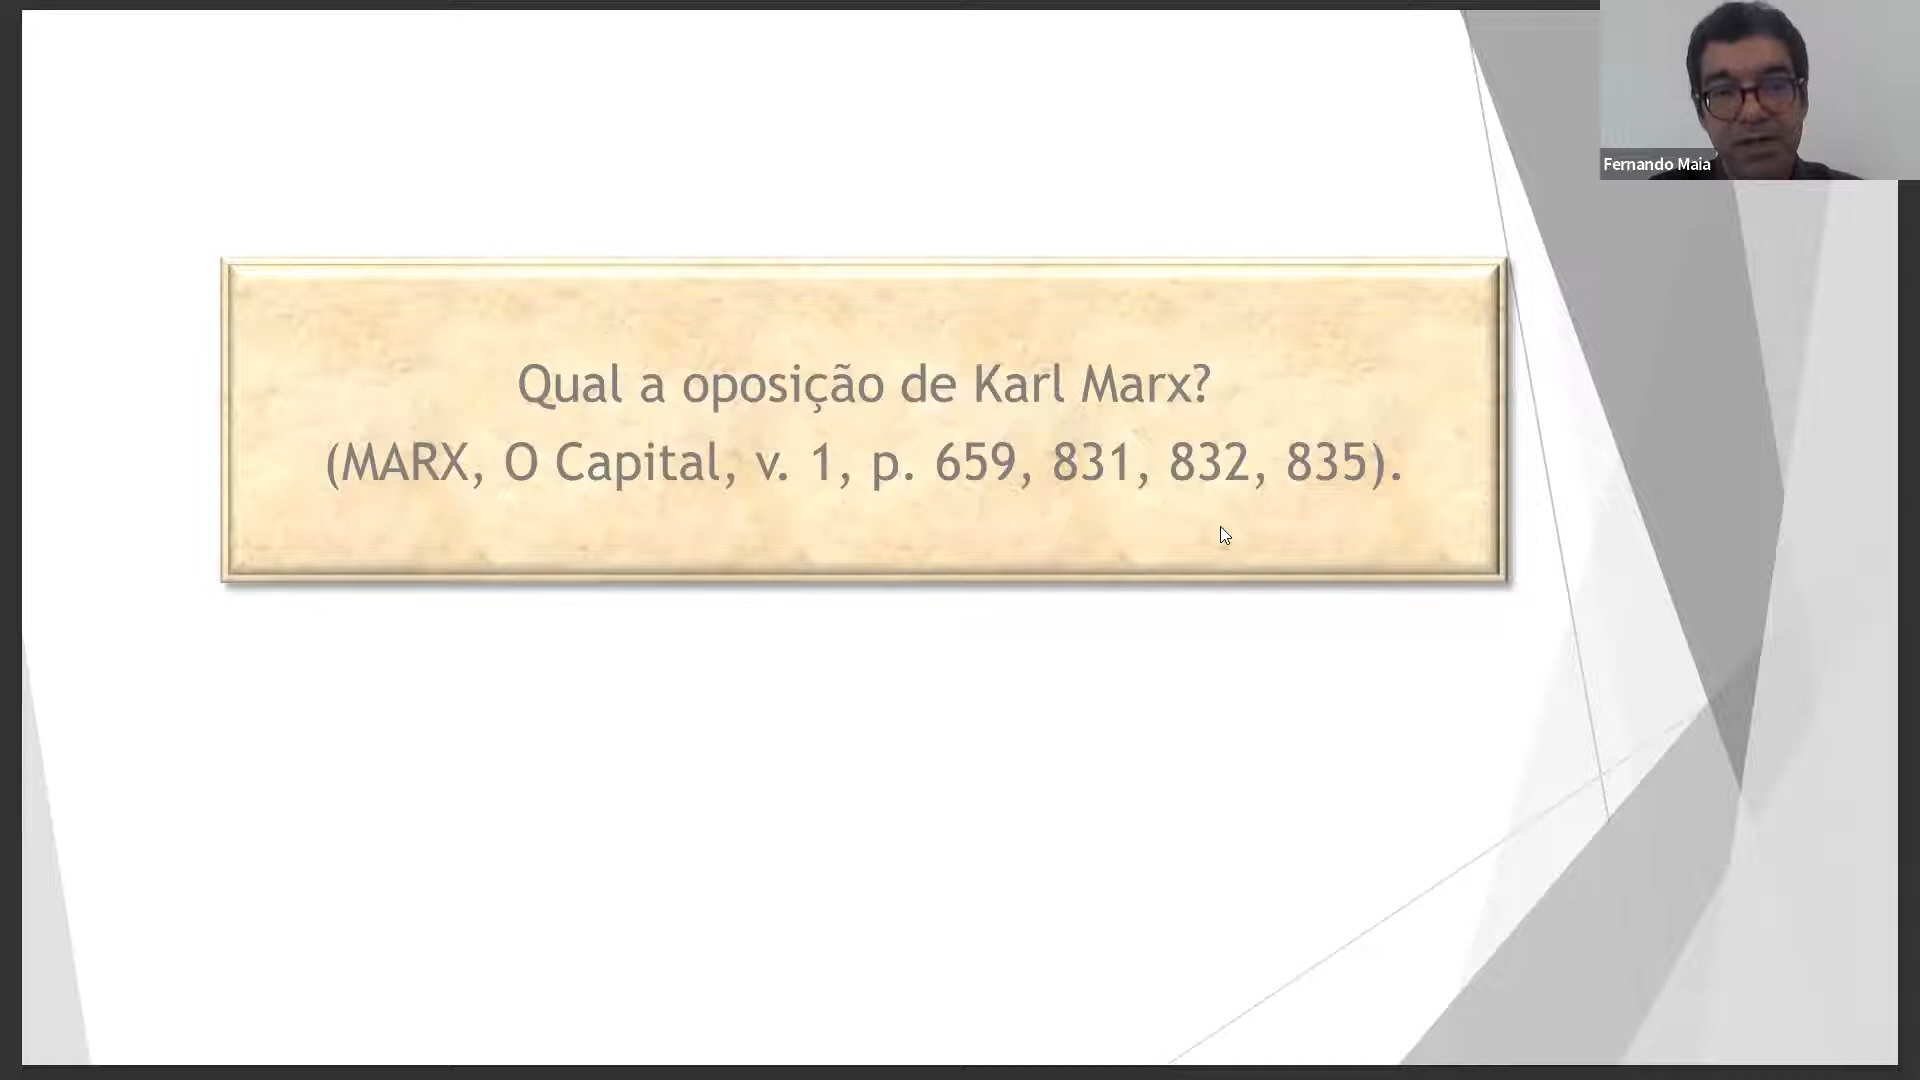 Fernando Maia
Qual a oposição de Karl Marx?
(MARX, O Capital, v. 1, p. 659, 831, 832, 835).